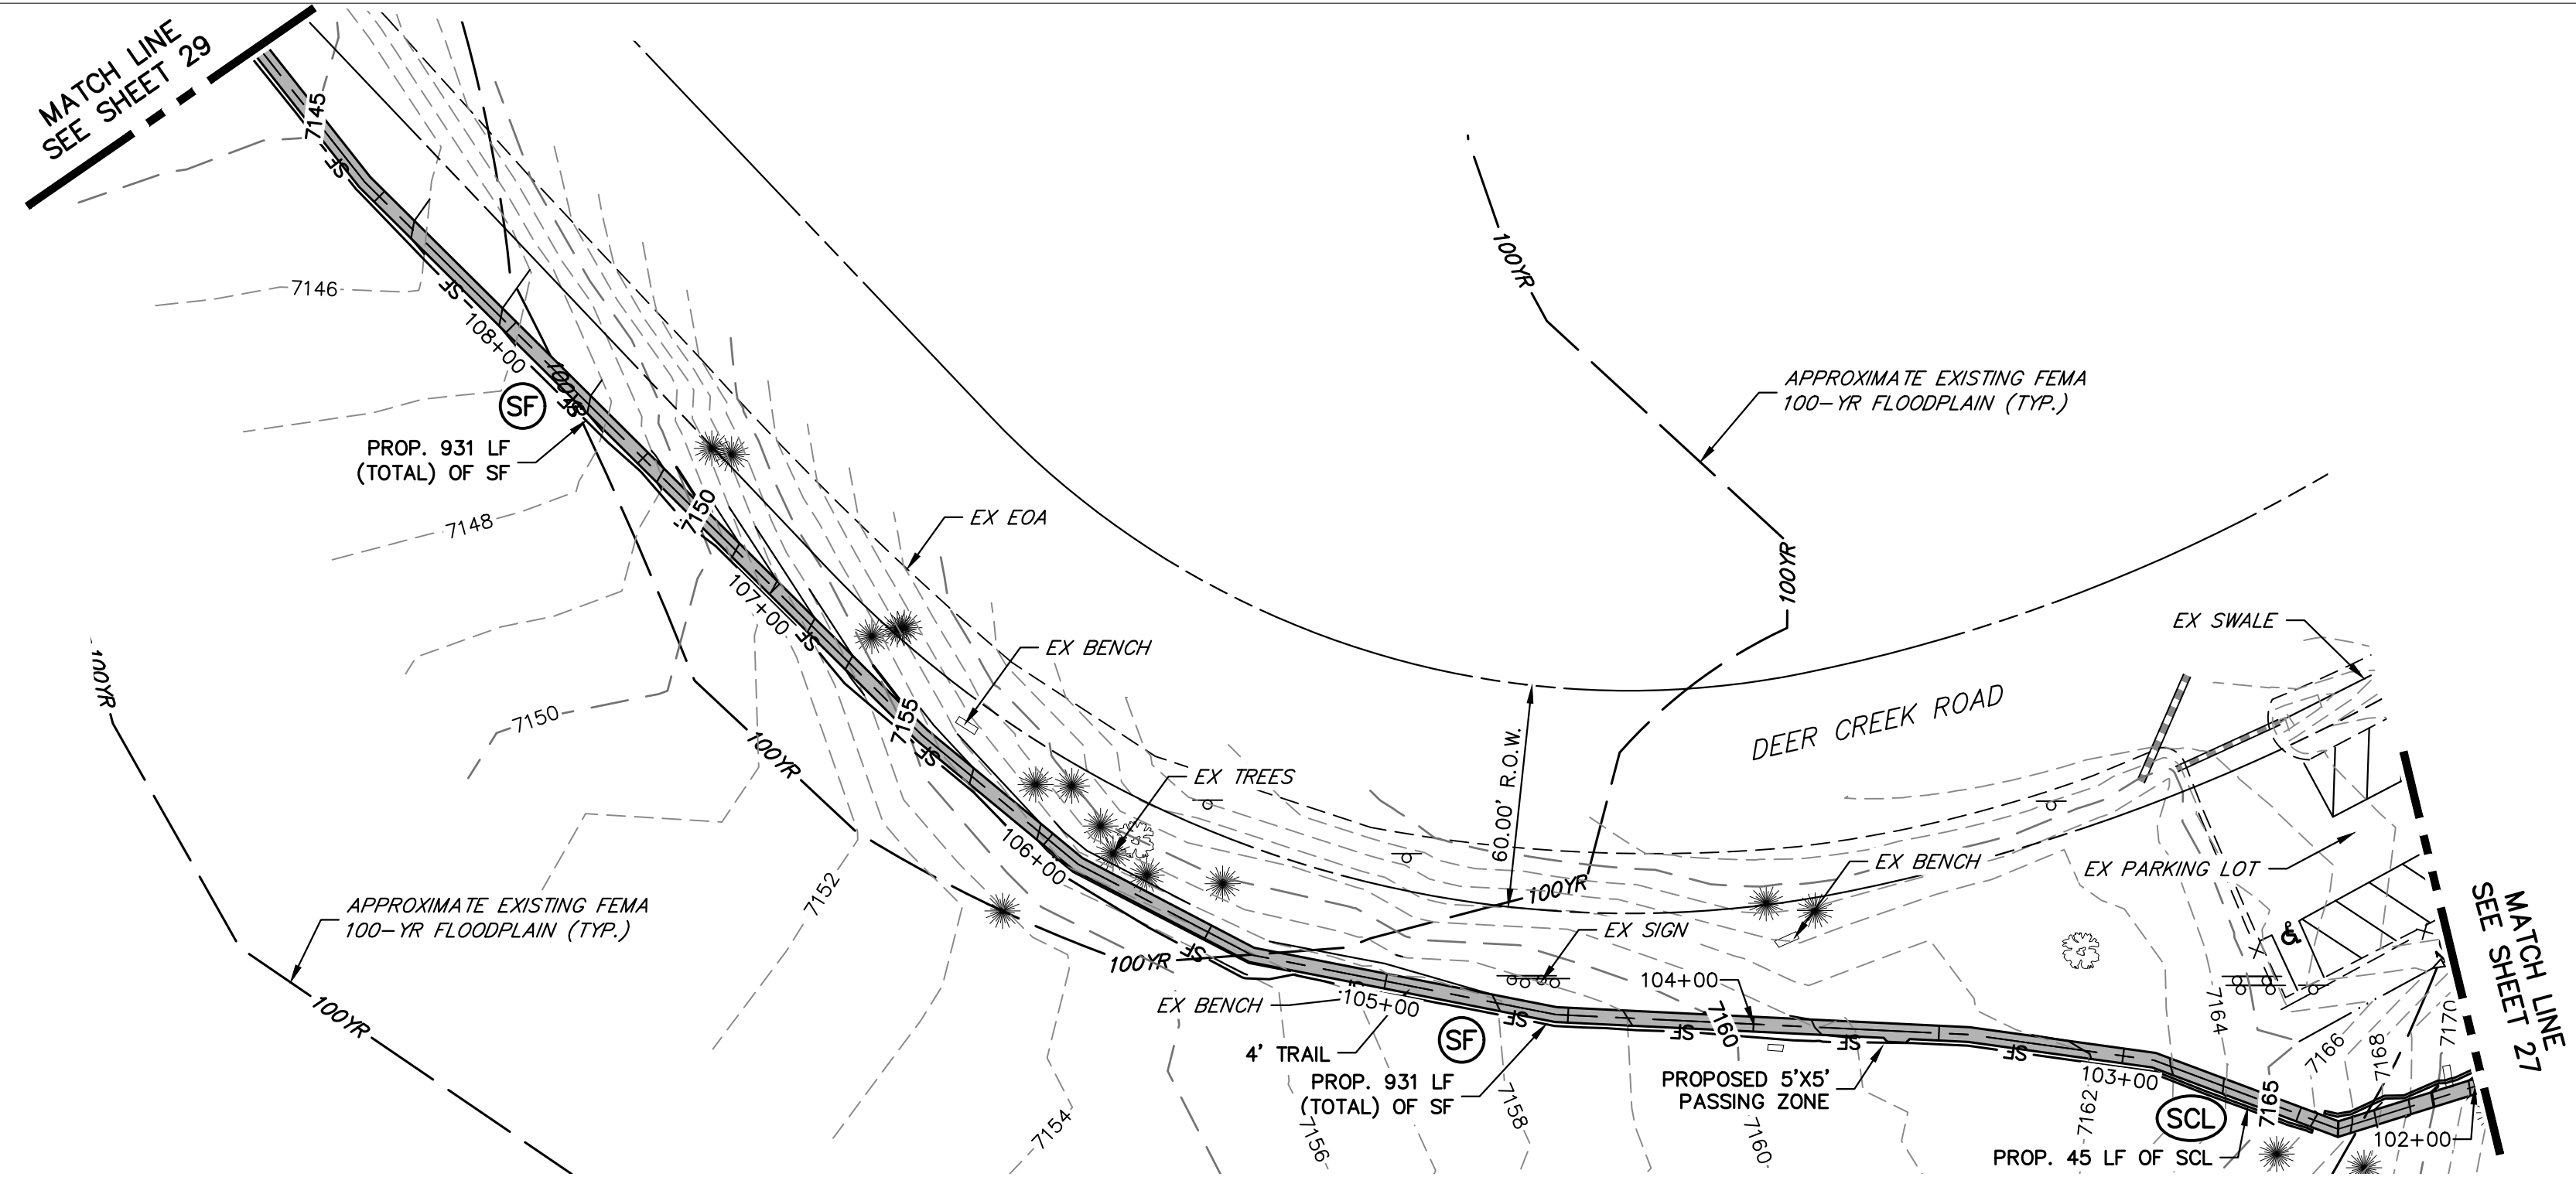 MATCH LINE
SEE SHEET 29
7145
SF
7146
SF
108+00
100YR
SF
SF
PROP. 931 LF
(TOTAL) OF SF
7148
7150
EX EOA
107+00
SF
EX BENCH
7150
100YR
7155
SF
100YR
EX TREES
106+00
7152
APPROXIMATE EXISTING FEMA
100-YR FLOODPLAIN (TYP.)
100YR
100YR
APPROXIMATE EXISTING FEMA
100-YR FLOODPLAIN (TYP.)
100YR
EX SWALE
DEER CREEK ROAD
60.00' R.O.W.
EX BENCH
EX PARKING LOT
100YR
EX SIGN
SF
100YR
104+00
EX BENCH
105+00
SF
SF
7160
SF
SF
SF
4' TRAIL
PROP. 931 LF
(TOTAL) OF SF
PROPOSED 5'X5'
PASSING ZONE
103+00
7164
7166
7168
7170
7165
SCL
102+00
PROP. 45 LF OF SCL
7154
7156
7158
7160
7162
MATCH LINE
SEE SHEET 27